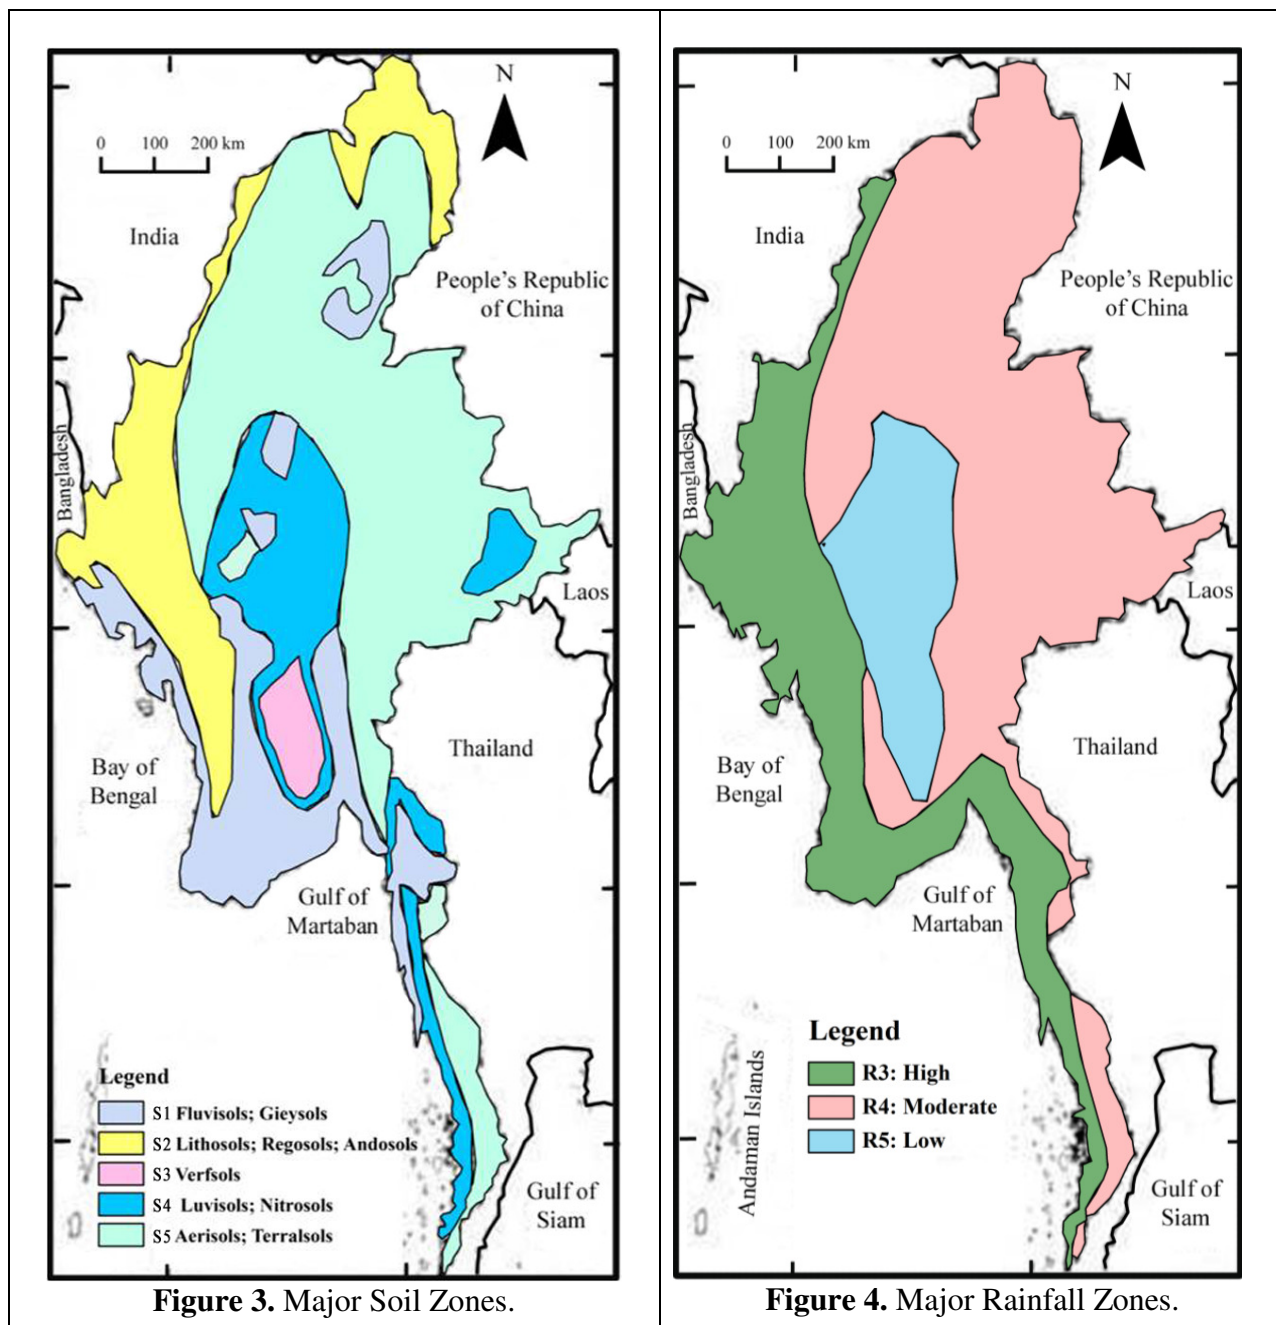 N
0 100 200 km
India
People's Republic
of China
Bangladesh
Laos
Thailand
Bay of
Bengal
Gulf of
Martaban
Legend
S1 Fluvisols; Gieysols
S2 Lithosols; Regosols; Andosols
S3 Verfsols
S4 Luvisols; Nitrosols
S5 Aerisols; Terralsols
Gulf of
Siam
Figure 3. Major Soil Zones.
N
0 100 200 km
India
People's Republic
of China
Bangladesh
Laos
Thailand
Bay of
Bengal
Gulf of
Martaban
Andaman Islands
Legend
R3: High
R4: Moderate
R5: Low
Gulf of
Siam
Figure 4. Major Rainfall Zones.